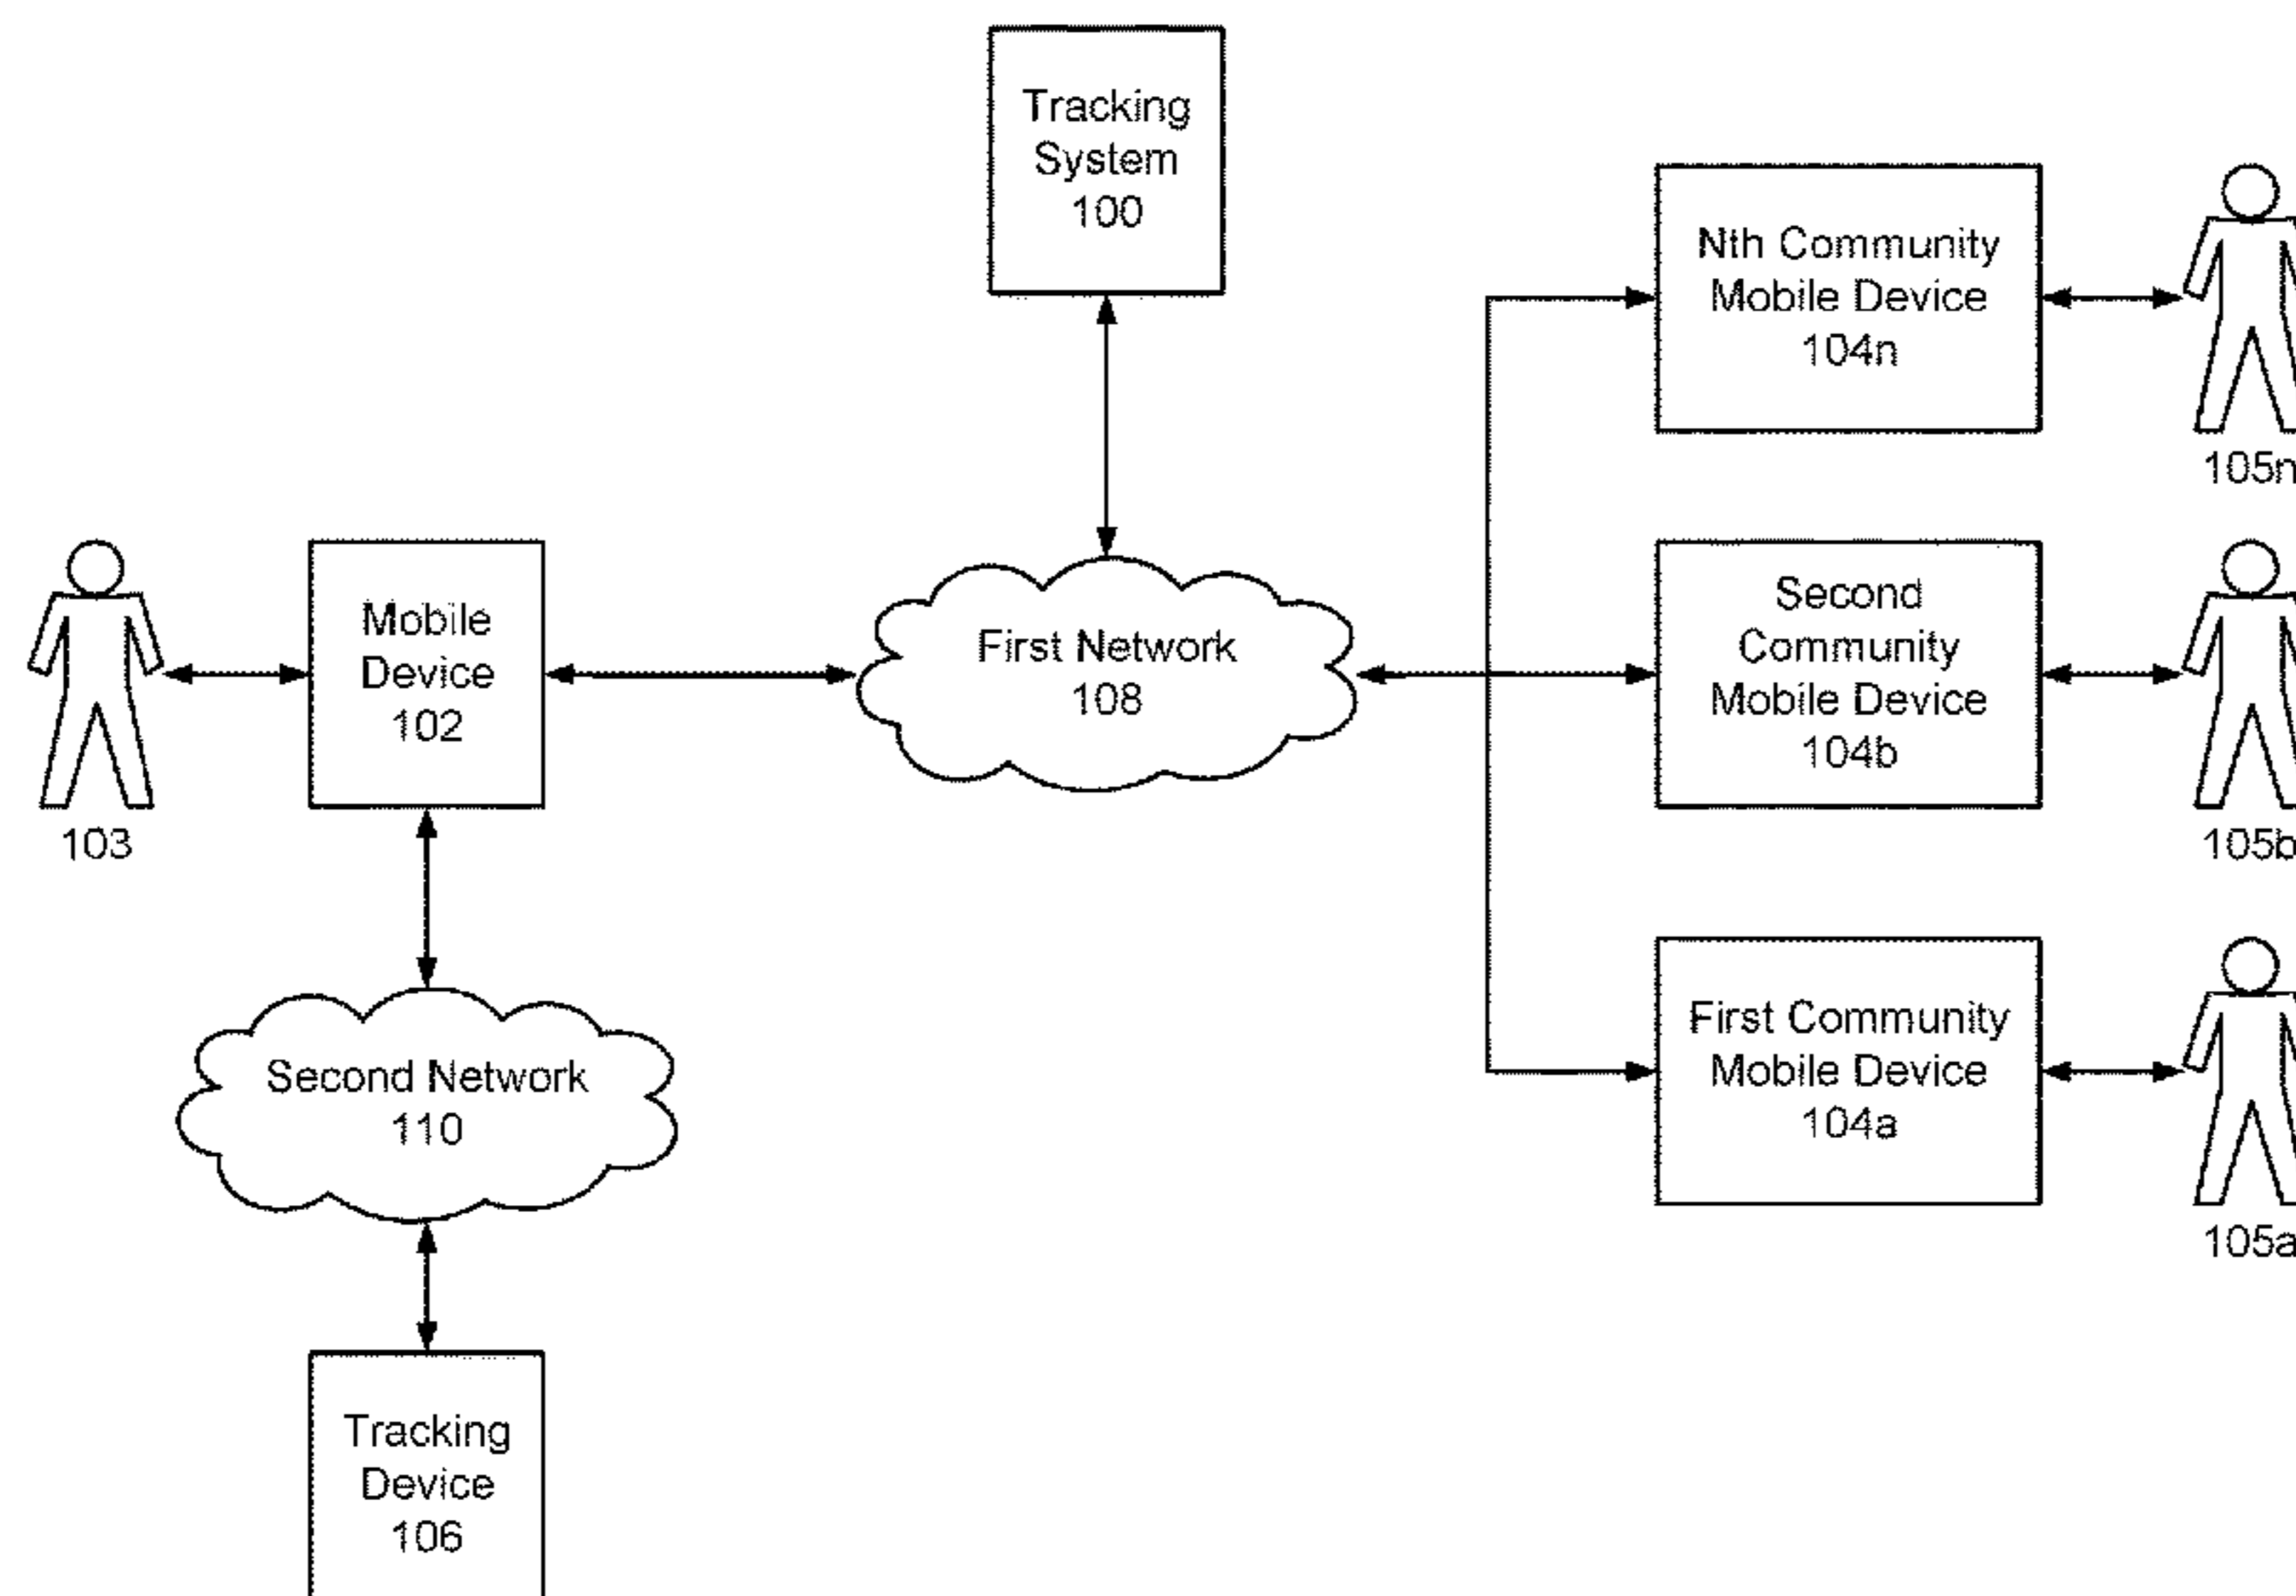 Tracking
System
100
Nth Community
Mobile Device
104n
105n
Mobile
Device
102
103
First Network
108
Second
Community
Mobile Device
104b
105b
Second Network
110
First Community
Mobile Device
104a
105a
Tracking
Device
106